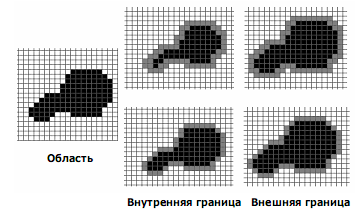 Область
Внутренняя граница
Внешняя граница